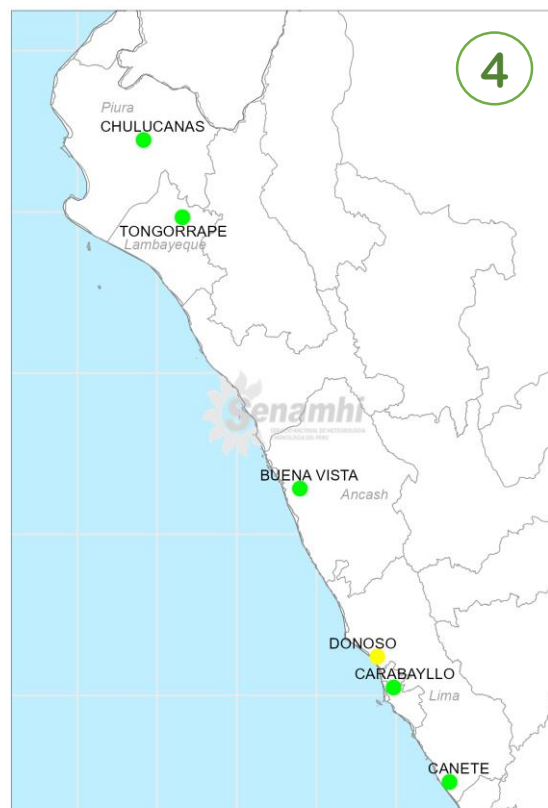 4
Piura
CHULUCANAS
TONGORRAPE
Lambayeque
Senamhi
BUENA VISTA
Ancash
DONOSO
CARABAYLLO
Lima
CANETE